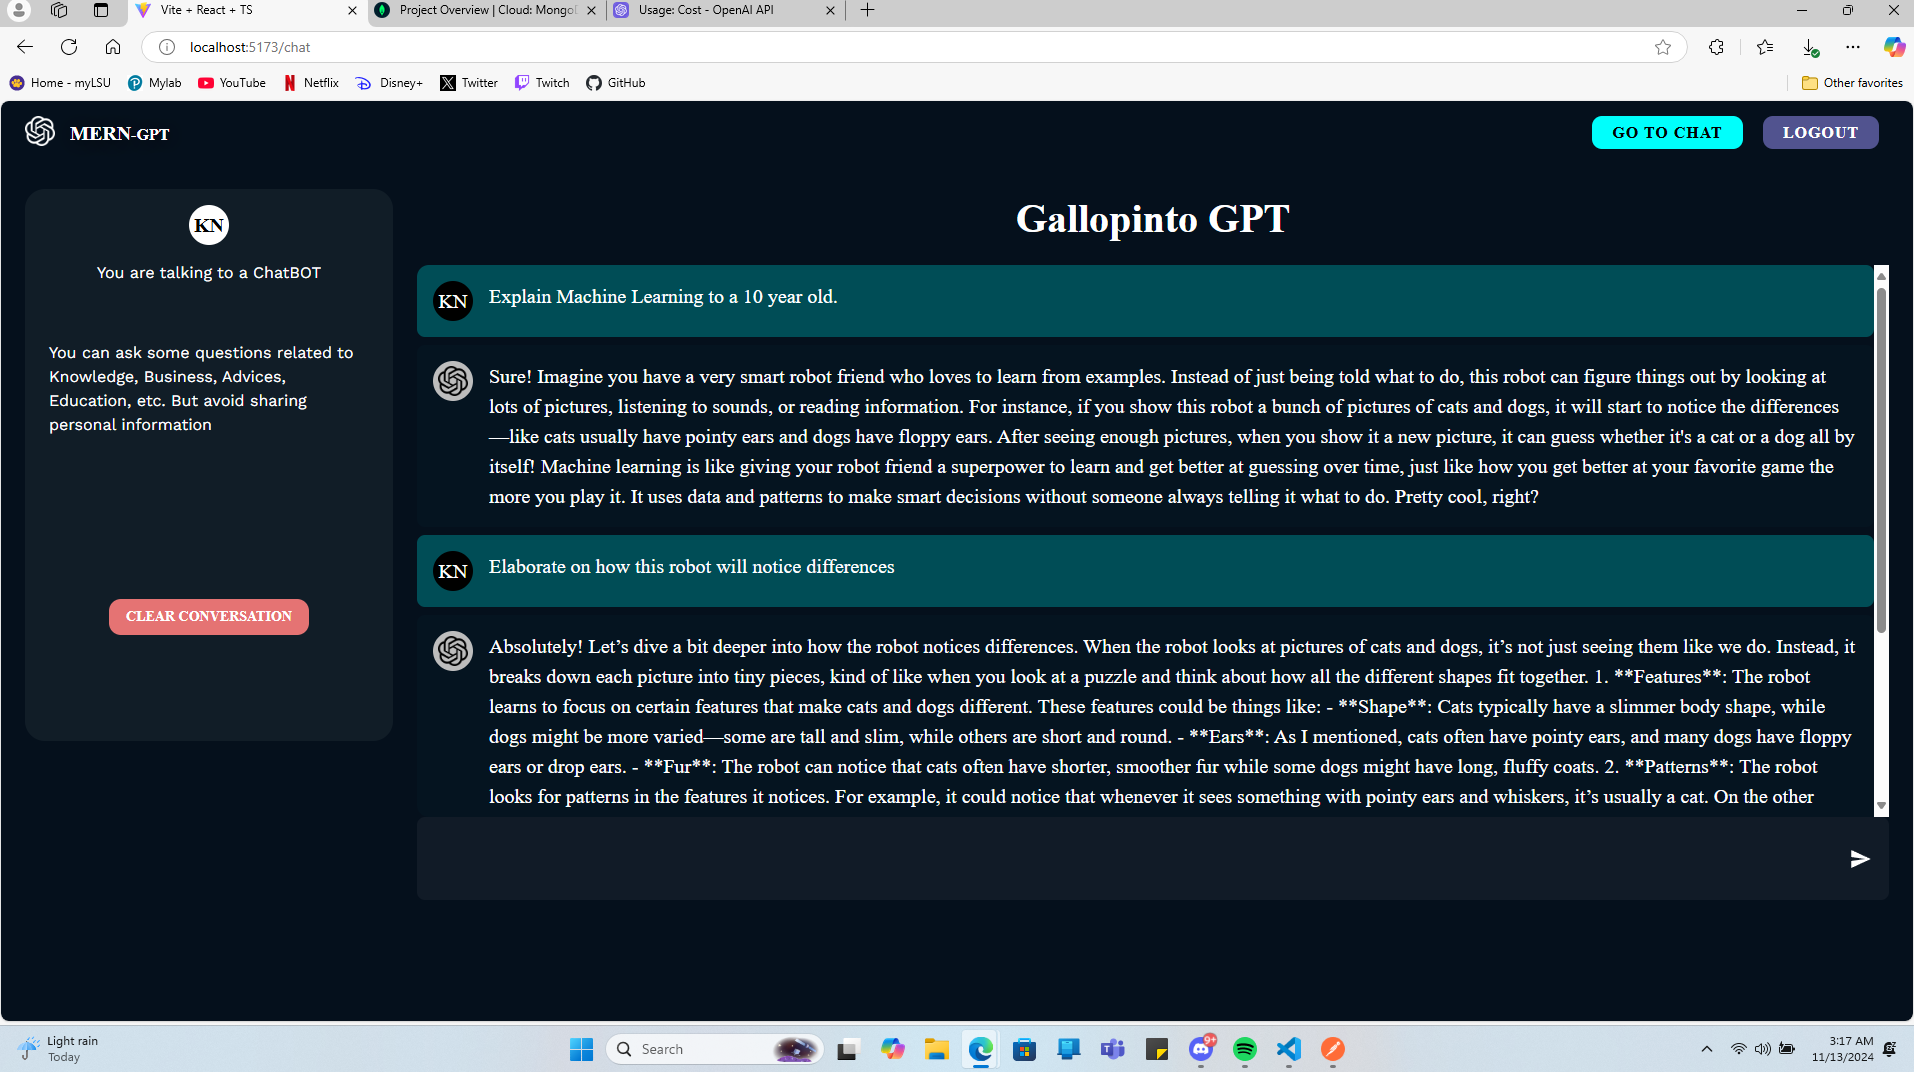 Vite + React + TS
Project Overview | Cloud: Mongo
Usage: Cost - OpenAI API
localhost:5173/chat
Home - myLSU
Mylab
YouTube
Netflix
Disney+
Twitter
Twitch
GitHub
Other favorites
MERN-GPT
GO TO CHAT
LOGOUT
KN
You are talking to a ChatBOT
You can ask some questions related to
Knowledge, Business, Advices,
Education, etc. But avoid sharing
personal information
CLEAR CONVERSATION
Gallopinto GPT
KN
Explain Machine Learning to a 10 year old.
Sure! Imagine you have a very smart robot friend who loves to learn from examples. Instead of just being told what to do, this robot can figure things out by looking at
lots of pictures, listening to sounds, or reading information. For instance, if you show this robot a bunch of pictures of cats and dogs, it will start to notice the differences
—like cats usually have pointy ears and dogs have floppy ears. After seeing enough pictures, when you show it a new picture, it can guess whether it's a cat or a dog all by
itself! Machine learning is like giving your robot friend a superpower to learn and get better at guessing over time, just like how you get better at your favorite game the
more you play it. It uses data and patterns to make smart decisions without someone always telling it what to do. Pretty cool, right?
KN
Elaborate on how this robot will notice differences
Absolutely! Let’s dive a bit deeper into how the robot notices differences. When the robot looks at pictures of cats and dogs, it’s not just seeing them like we do. Instead, it
breaks down each picture into tiny pieces, kind of like when you look at a puzzle and think about how all the different shapes fit together. 1. **Features**: The robot
learns to focus on certain features that make cats and dogs different. These features could be things like: - **Shape**: Cats typically have a slimmer body shape, while
dogs might be more varied—some are tall and slim, while others are short and round. - **Ears**: As I mentioned, cats often have pointy ears, and many dogs have floppy
ears or drop ears. - **Fur**: The robot can notice that cats often have shorter, smoother fur while some dogs might have long, fluffy coats. 2. **Patterns**: The robot
looks for patterns in the features it notices. For example, it could notice that whenever it sees something with pointy ears and whiskers, it’s usually a cat. On the other
Light rain
Today
Search
9+
3:17 AM
11/13/2024